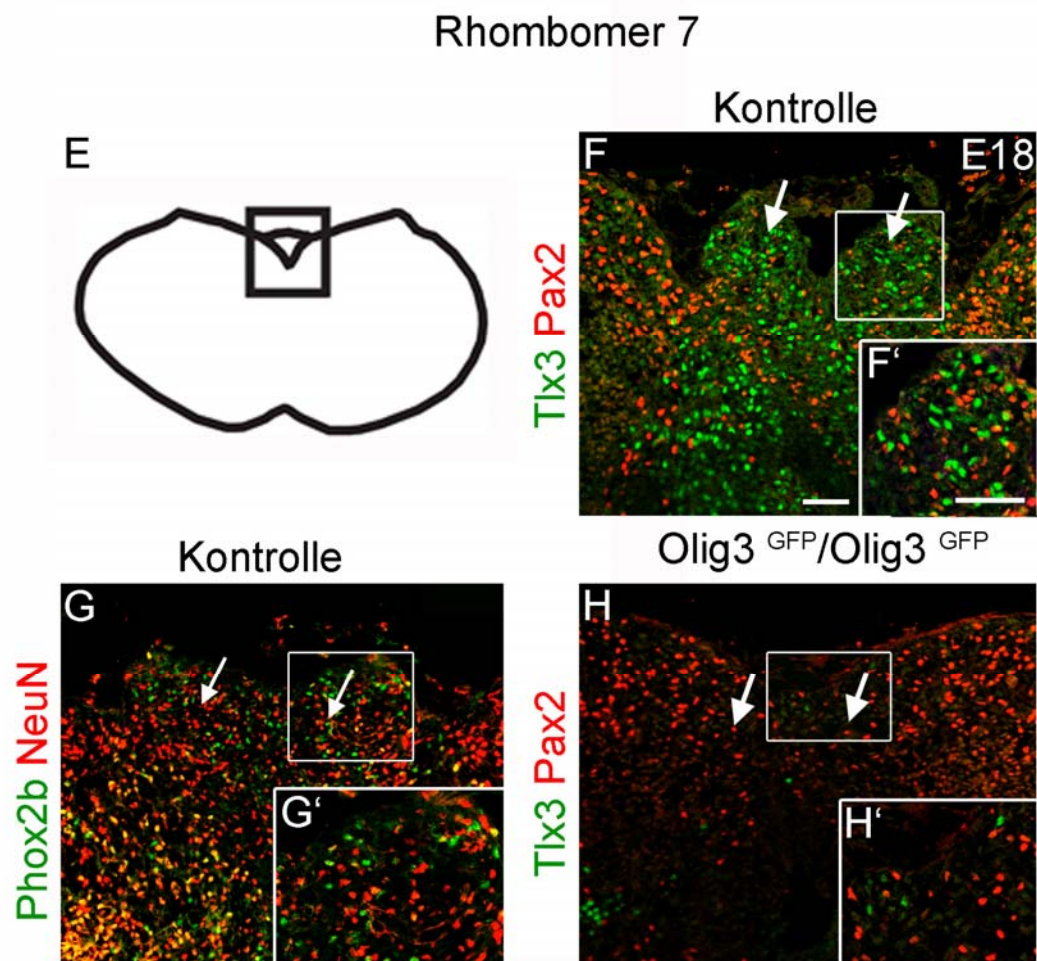 Rhombomer 7
E
Kontrolle
F
E18
Tlx3 Pax2
F‘
Kontrolle
Olig3 GFP/Olig3 GFP
G
Phox2b NeuN
G‘
H
Tlx3 Pax2
H‘